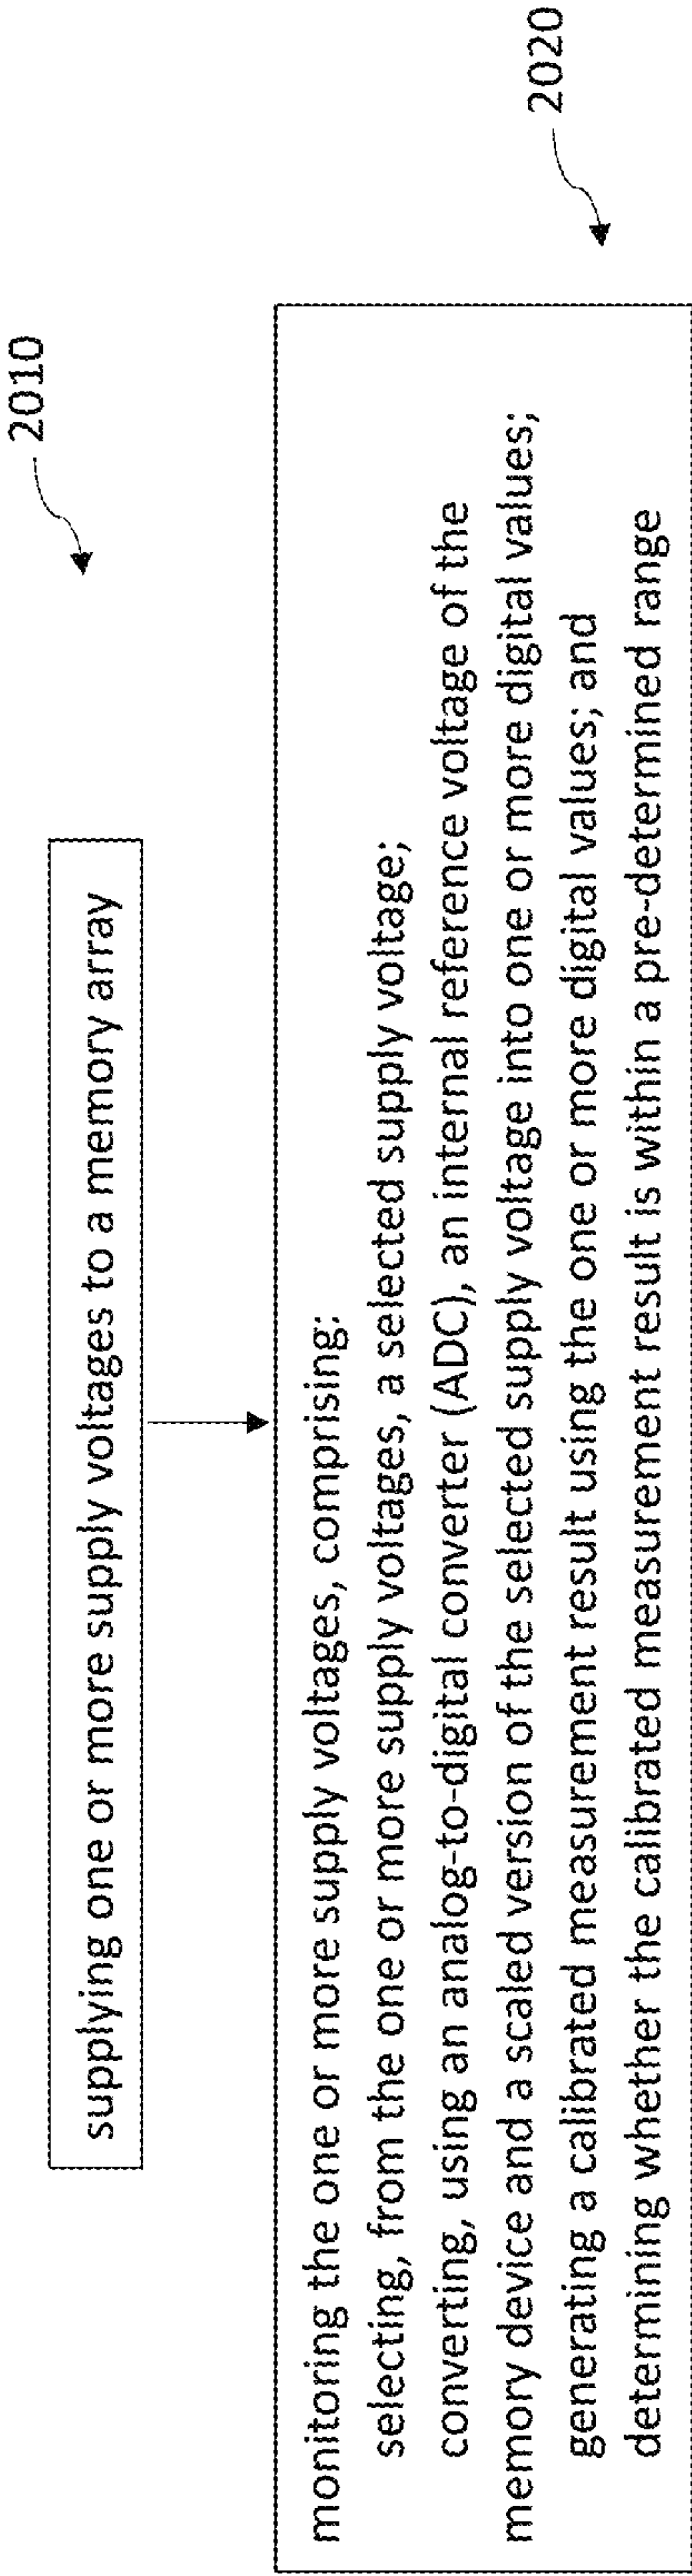 2010
supplying one or more supply voltages to a memory array
2020
monitoring the one or more supply voltages, comprising:
selecting, from the one or more supply voltages, a selected supply voltage;
converting, using an analog-to-digital converter (ADC), an internal reference voltage of the
memory device and a scaled version of the selected supply voltage into one or more digital values;
generating a calibrated measurement result using the one or more digital values; and
determining whether the calibrated measurement result is within a pre-determined range